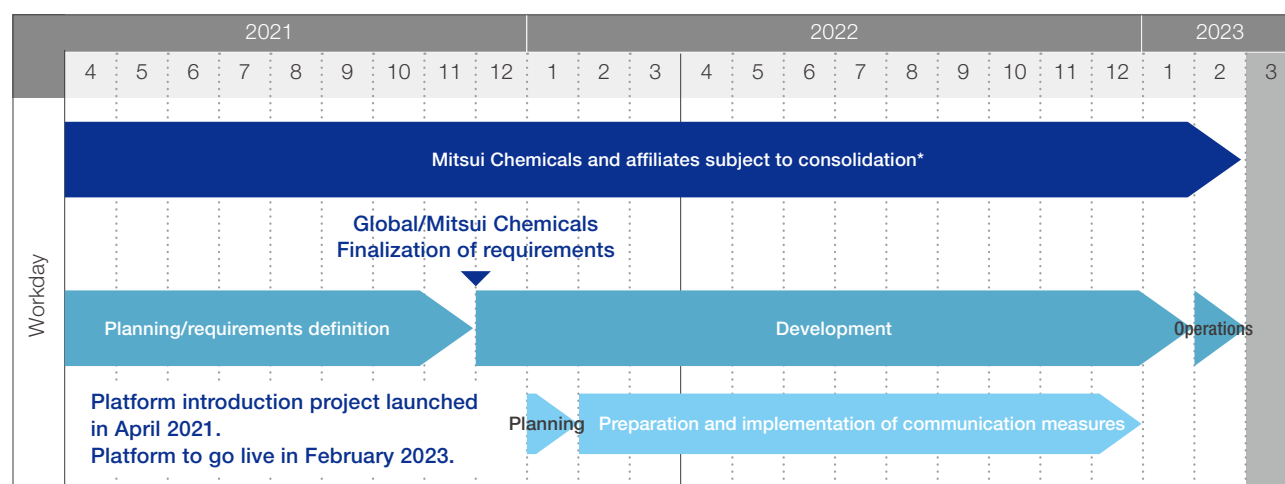 2021 2022 2023
4 5 6 7 8 9 10 11 12 1 2 3 4 5 6 7 8 9 10 11 12 1 2 3
Workday
Mitsui Chemicals and affiliates subject to consolidation*
Global/Mitsui Chemicals
Finalization of requirements
Planning/requirements definition Development Operations
Platform introduction project launched
in April 2021.
Platform to go live in February 2023.
Planning Preparation and implementation of communication measures